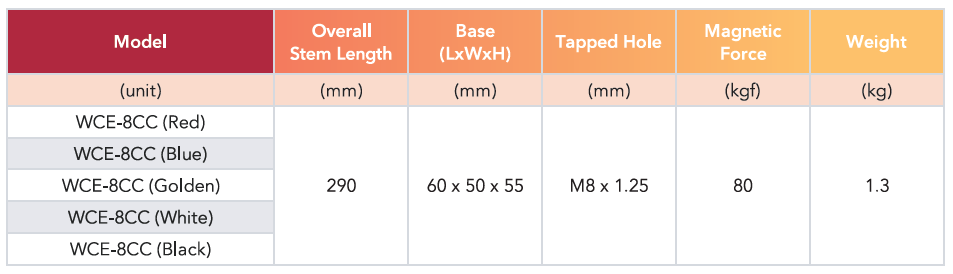 Model Overall Stem Length Base (LxWxH) Tapped Hole Magnetic Force Weight
(unit) (mm) (mm) (mm) (kgf) (kg)
WCE-8CC (Red)
WCE-8CC (Blue)
WCE-8CC (Golden) 290 60 x 50 x 55 M8 x 1.25 80 1.3
WCE-8CC (White)
WCE-8CC (Black)